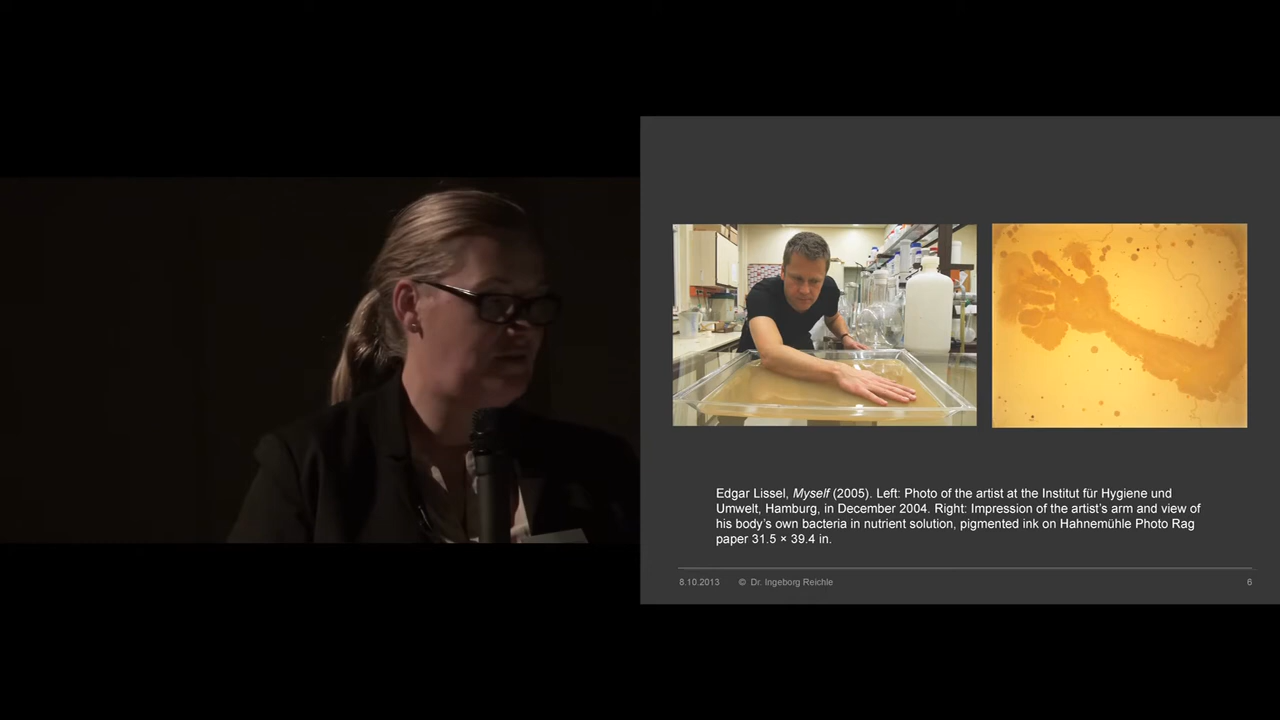 Edgar Lissel, Myself (2005). Left: Photo of the artist at the Institut für Hygiene und
Umwelt, Hamburg, in December 2004. Right: Impression of the artist's arm and view of
his body's own bacteria in nutrient solution, pigmented ink on Hahnemühle Photo Rag
paper 31.5 × 39.4 in.
8.10.2013 © Dr. Ingeborg Reichle 6